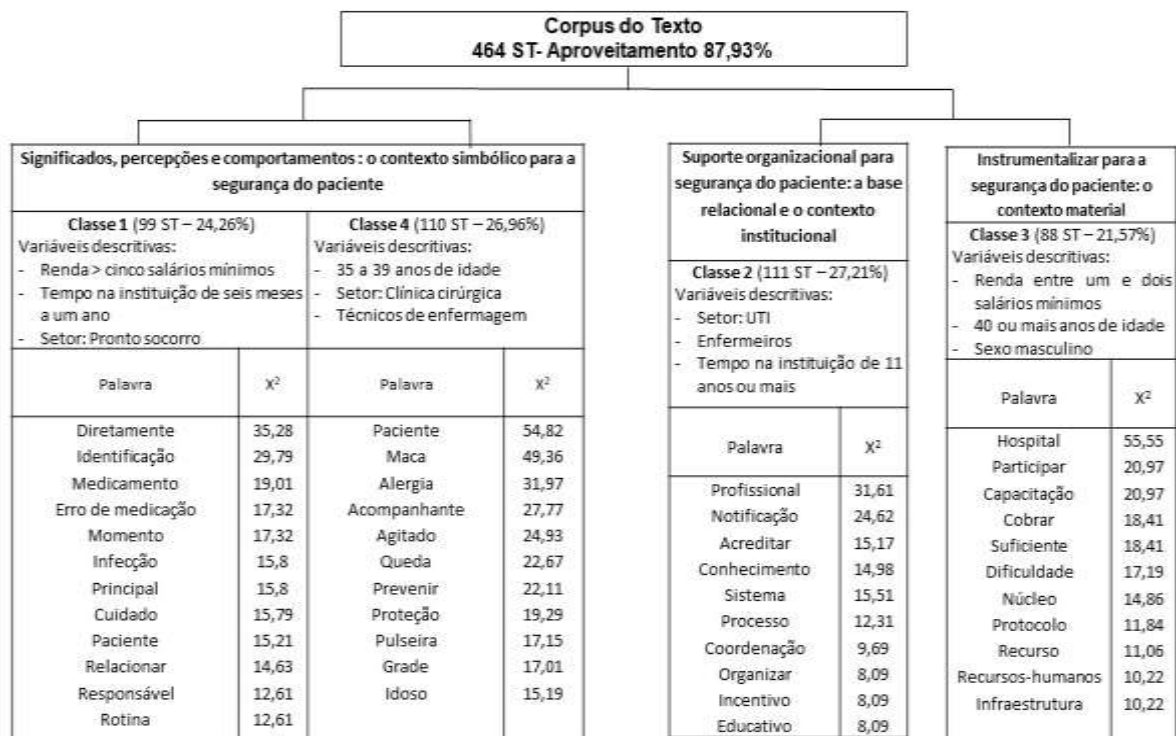 Corpus do Texto
464 ST- Aproveitamento 87,93%
Significados, percepções e comportamentos : o contexto simbólico para a
segurança do paciente
Classe 1 (99 ST – 24,26%)
Variáveis descritivas:
- Renda > cinco salários mínimos
- Tempo na instituição de seis meses
a um ano
- Setor: Pronto socorro
Palavra X²
Diretamente 35,28
Identificação 29,79
Medicamento 19,01
Erro de medicação 17,32
Momento 17,32
Infecção 15,8
Principal 15,8
Cuidado 15,79
Paciente 15,21
Relacionar 14,63
Responsável 12,61
Rotina 12,61
Classe 4 (110 ST – 26,96%)
Variáveis descritivas:
- 35 a 39 anos de idade
- Setor: Clínica cirúrgica
- Técnicos de enfermagem
Palavra X²
Paciente 54,82
Maca 49,36
Alergia 31,97
Acompanhante 27,77
Agitado 24,93
Queda 22,67
Prevenir 22,11
Proteção 19,29
Pulseira 17,15
Grade 17,01
Idoso 15,19
Suporte organizacional para
segurança do paciente: a base
relacional e o contexto
institucional
Classe 2 (111 ST – 27,21%)
Variáveis descritivas:
- Setor: UTI
- Enfermeiros
- Tempo na instituição de 11
anos ou mais
Palavra X²
Profissional 31,61
Notificação 24,62
Acreditar 15,17
Conhecimento 14,98
Sistema 15,51
Processo 12,31
Coordenação 9,69
Organizar 8,09
Incentivo 8,09
Educativo 8,09
Instrumentalizar para a
segurança do paciente: o
contexto material
Classe 3 (88 ST – 21,57%)
Variáveis descritivas:
- Renda entre um e dois
salários mínimos
- 40 ou mais anos de idade
- Sexo masculino
Palavra X²
Hospital 55,55
Participar 20,97
Capacitação 20,97
Cobrar 18,41
Suficiente 18,41
Dificuldade 17,19
Núcleo 14,86
Protocolo 11,84
Recurso 11,06
Recursos-humanos 10,22
Infraestrutura 10,22